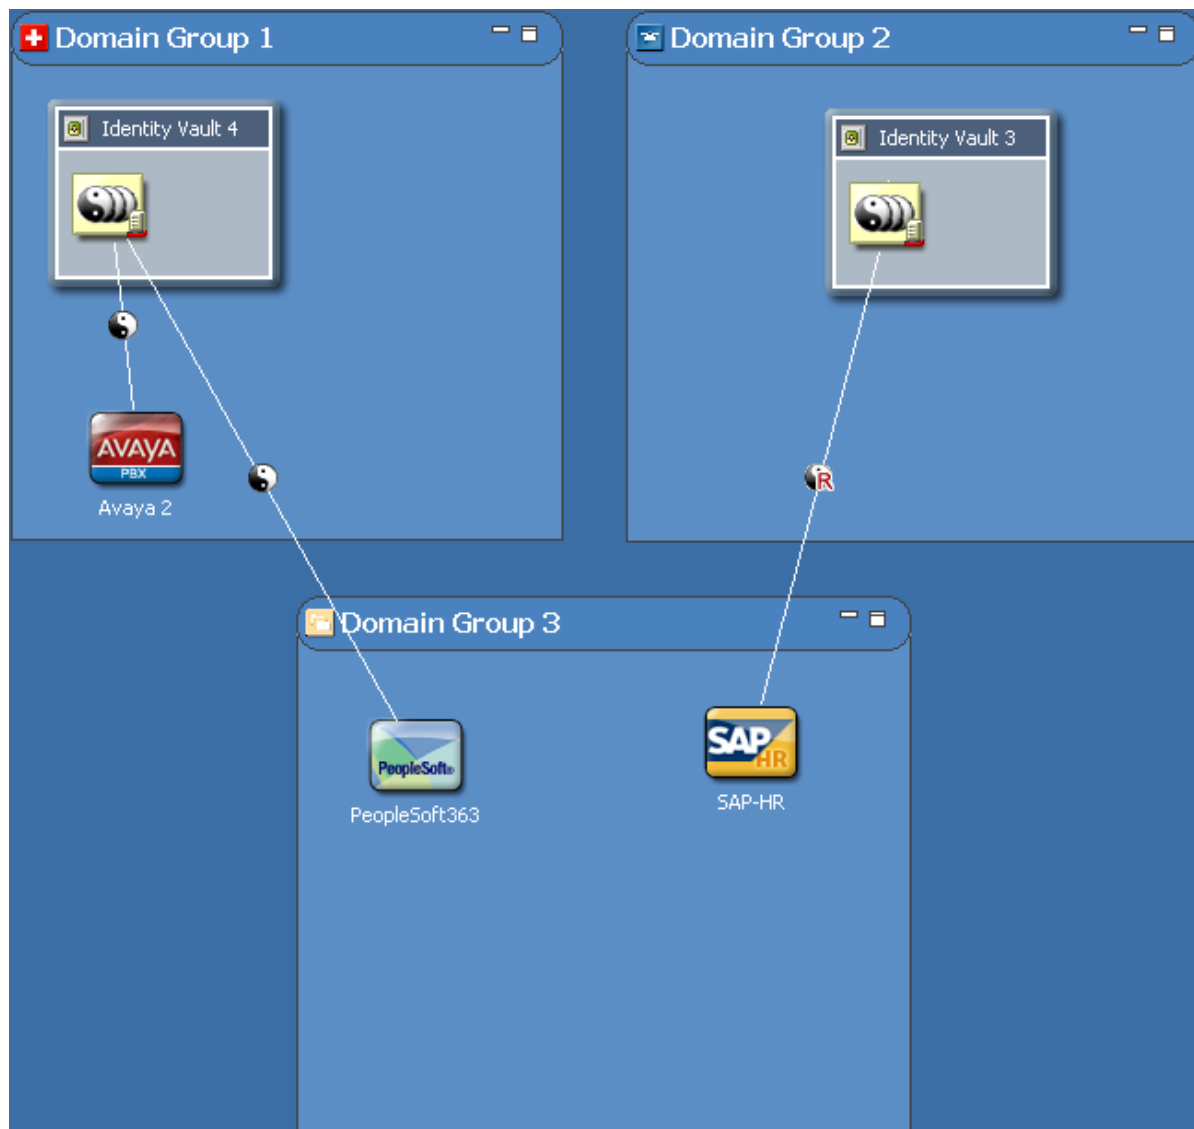 Domain Group 1
Domain Group 2
Identity Vault 4
Identity Vault 3
R
AVAYA
PBX
Avaya 2
Domain Group 3
PeopleSoft®
SAP
HR
PeopleSoft363
SAP-HR